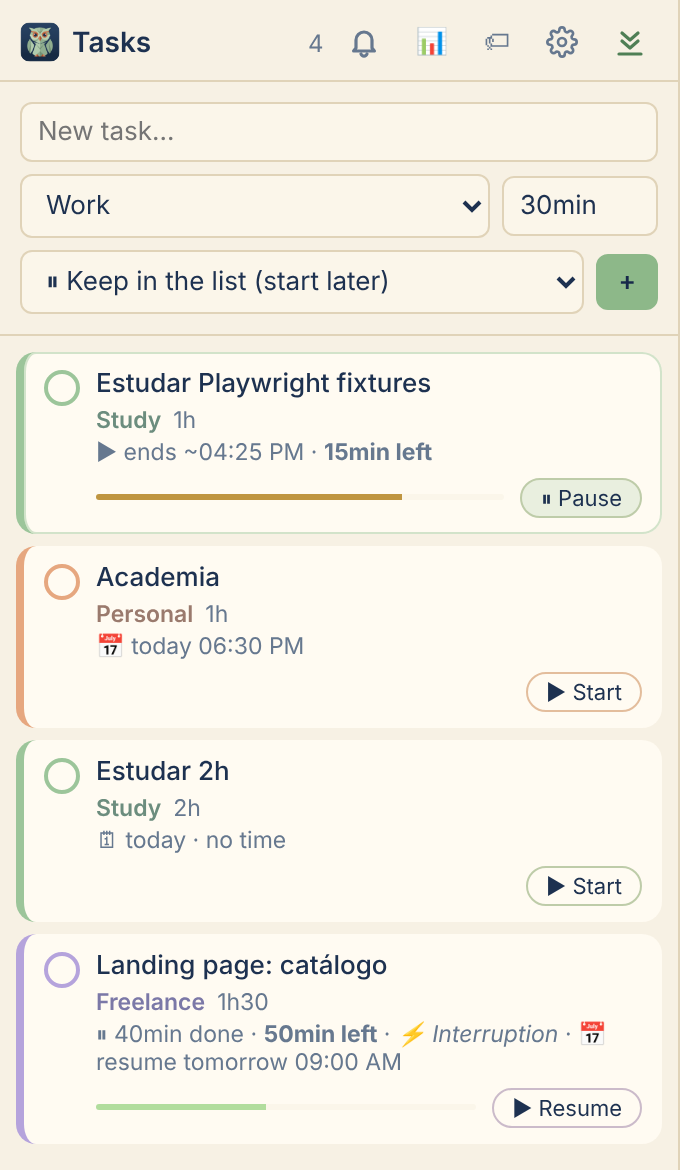 Tasks
4
New task...
Work
30min
Keep in the list (start later)
+
Estudar Playwright fixtures
Study 1h
▶ ends ~04:25 PM · 15min left
⏸ Pause
Academia
Personal 1h
📅 today 06:30 PM
▶ Start
Estudar 2h
Study 2h
🗓 today · no time
▶ Start
Landing page: catálogo
Freelance 1h30
⏸ 40min done · 50min left · ⚡ Interruption · 📅
resume tomorrow 09:00 AM
▶ Resume